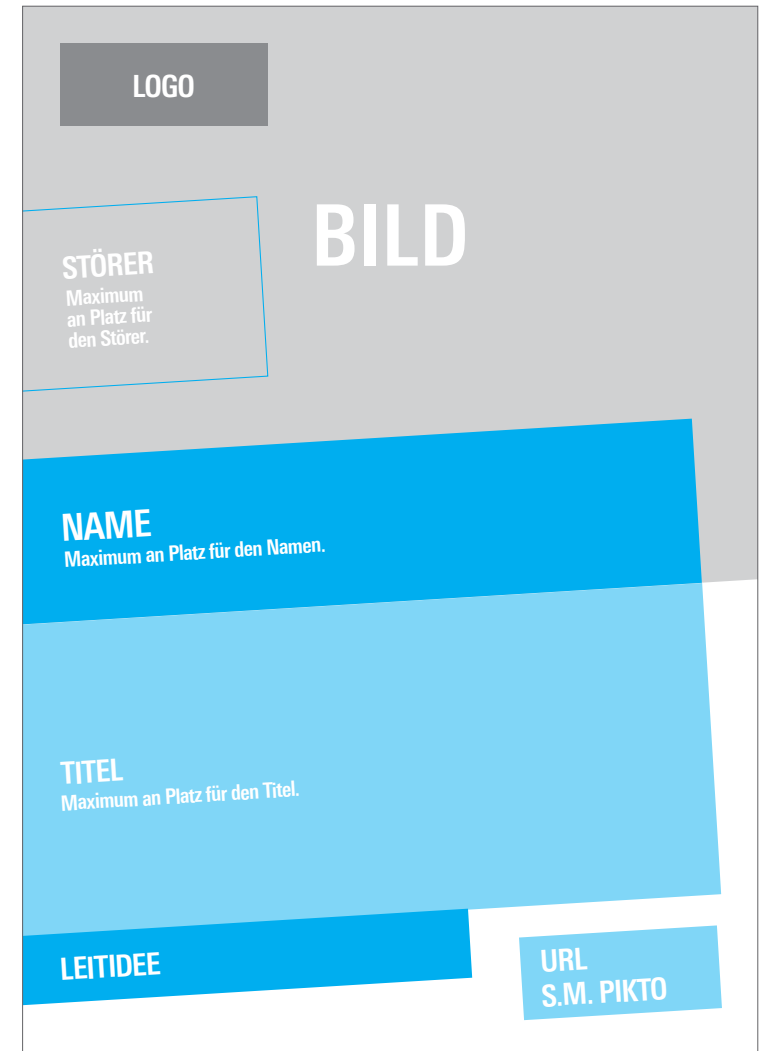 LOGO
BILD
STÖRER
Maximum
an Platz für
den Störer.
NAME
Maximum an Platz für den Namen.
TITEL
Maximum an Platz für den Titel.
LEITIDEE
URL
S.M. PIKTO